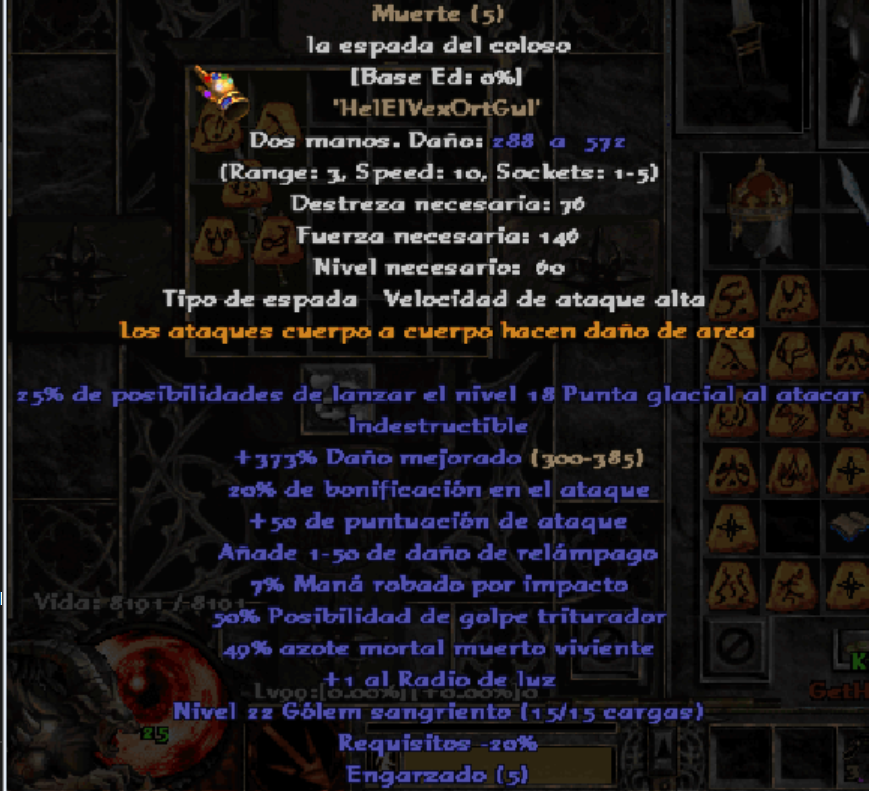 Muerte (5)
la espada del coloso
[Base Ed: 0%]
'HelElVexOrtGul'
Dos manos. Daño: 288 a 572
(Range: 3, Speed: 10, Sockets: 1-5)
Destreza necesaria: 76
Fuerza necesaria: 146
Nivel necesario: 60
Tipo de espada Velocidad de ataque alta
Los ataques cuerpo a cuerpo hacen daño de area
25% de posibilidades de lanzar el nivel 18 Punta glacial al atacar
Indestructible
+373% Daño mejorado (300-385)
20% de bonificación en el ataque
+50 de puntuación de ataque
Añade 1-50 de daño de relámpago
7% Maná robado por impacto
Vida: 8191 / 8191
50% Posibilidad de golpe triturador
49% azote mortal muerto viviente
+1 al Radio de luz
Nivel 22 Gólem sangriento (15/15 cargas)
25
Requisitos -20%
Engarzado (5)